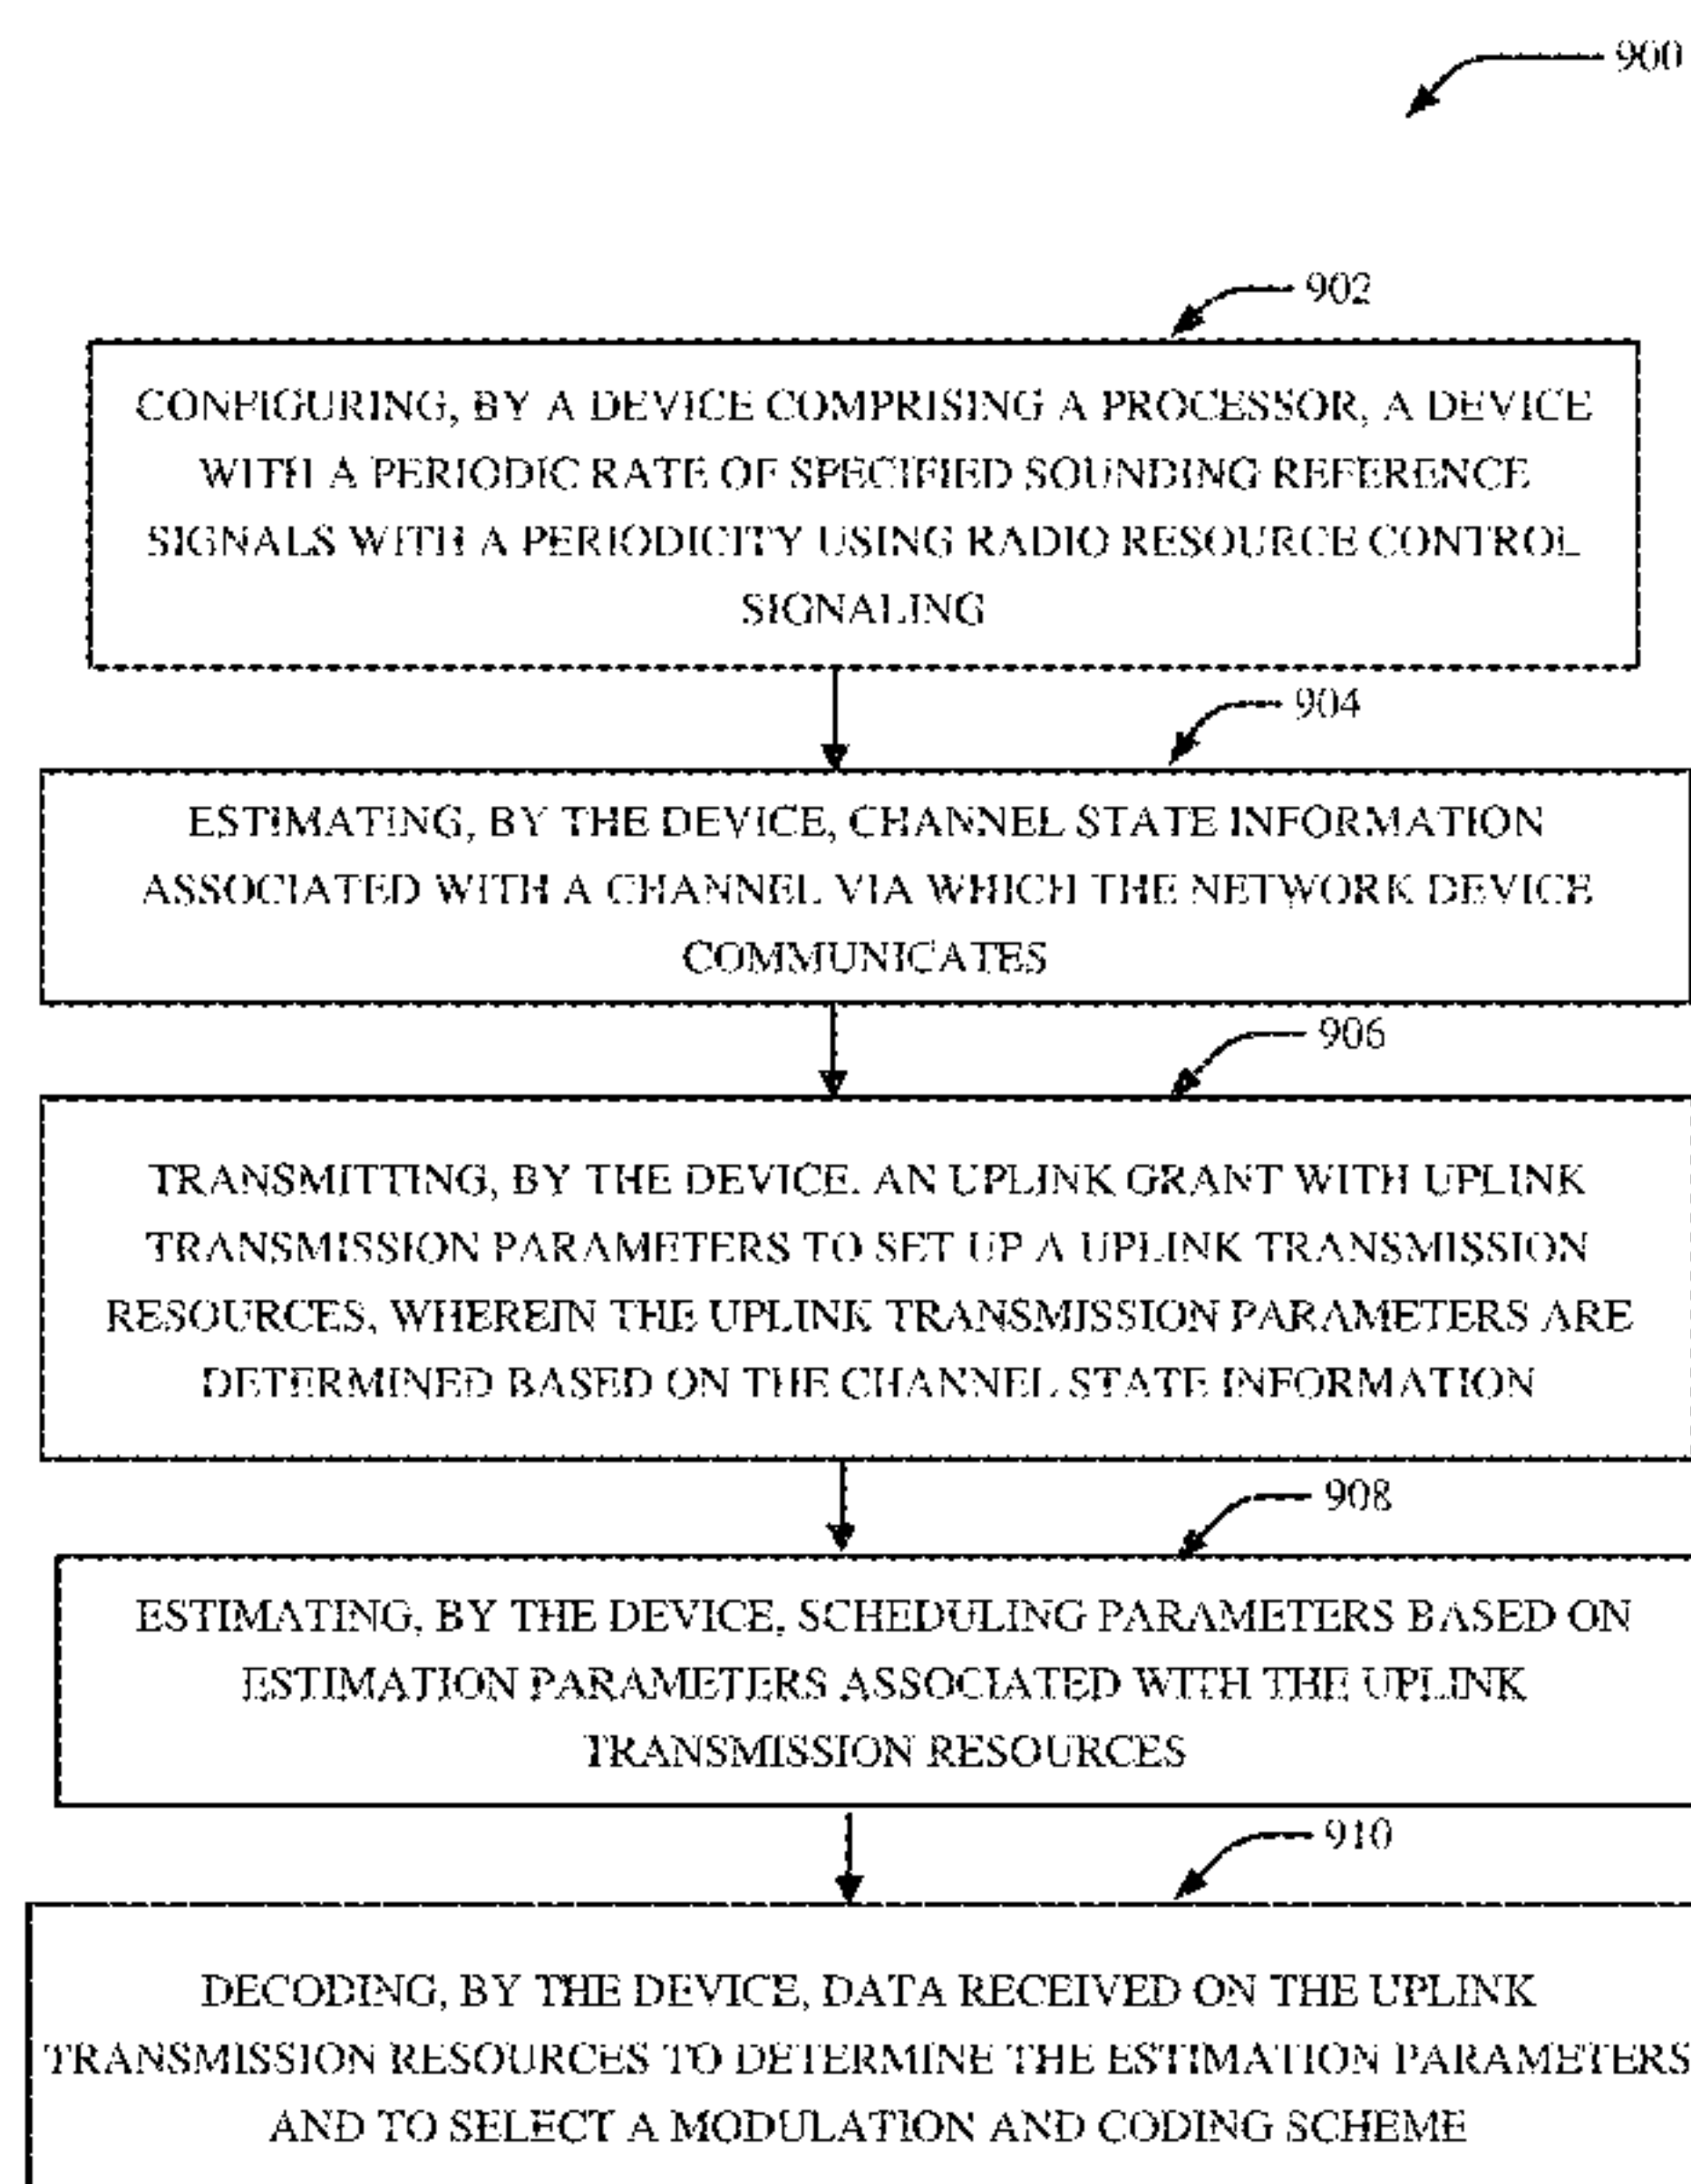 900
902
CONFIGURING, BY A DEVICE COMPRISING A PROCESSOR, A DEVICE
WITH A PERIODIC RATE OF SPECIFIED SOUNDING REFERENCE
SIGNALS WITH A PERIODICITY USING RADIO RESOURCE CONTROL
SIGNALING
904
ESTIMATING, BY THE DEVICE, CHANNEL STATE INFORMATION
ASSOCIATED WITH A CHANNEL VIA WHICH THE NETWORK DEVICE
COMMUNICATES
906
TRANSMITTING, BY THE DEVICE. AN UPLINK GRANT WITH UPLINK
TRANSMISSION PARAMETERS TO SET UP A UPLINK TRANSMISSION
RESOURCES, WHEREIN THE UPLINK TRANSMISSION PARAMETERS ARE
DETERMINED BASED ON THE CHANNEL STATE INFORMATION
908
ESTIMATING, BY THE DEVICE, SCHEDULING PARAMETERS BASED ON
ESTIMATION PARAMETERS ASSOCIATED WITH THE UPLINK
TRANSMISSION RESOURCES
910
DECODING, BY THE DEVICE, DATA RECEIVED ON THE UPLINK
TRANSMISSION RESOURCES TO DETERMINE THE ESTIMATION PARAMETERS
AND TO SELECT A MODULATION AND CODING SCHEME